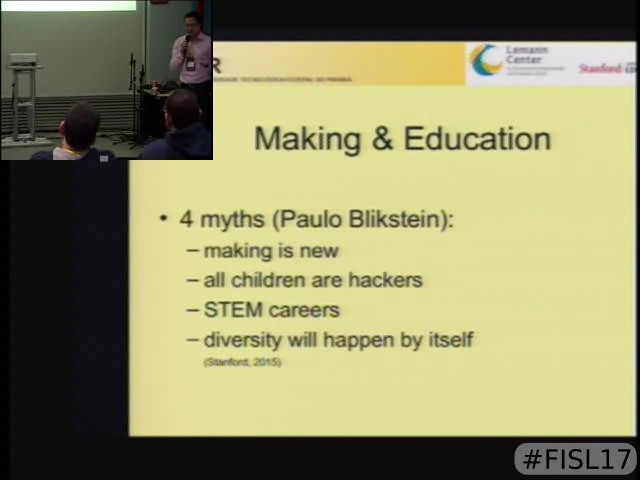 R
Lemann
Center
Stanford
Making & Education
• 4 myths (Paulo Blikstein):
– making is new
– all children are hackers
– STEM careers
– diversity will happen by itself
(Stanford, 2015)
#FISL17